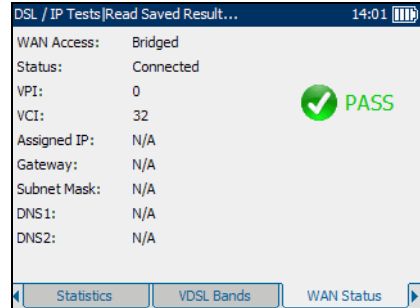 DSL / IP Tests|Read Saved Result... 14:01
WAN Access: Bridged
Status: Connected
VPI: 0
VCI: 32
PASS
Assigned IP: N/A
Gateway: N/A
Subnet Mask: N/A
DNS1: N/A
DNS2: N/A
Statistics VDSL Bands WAN Status